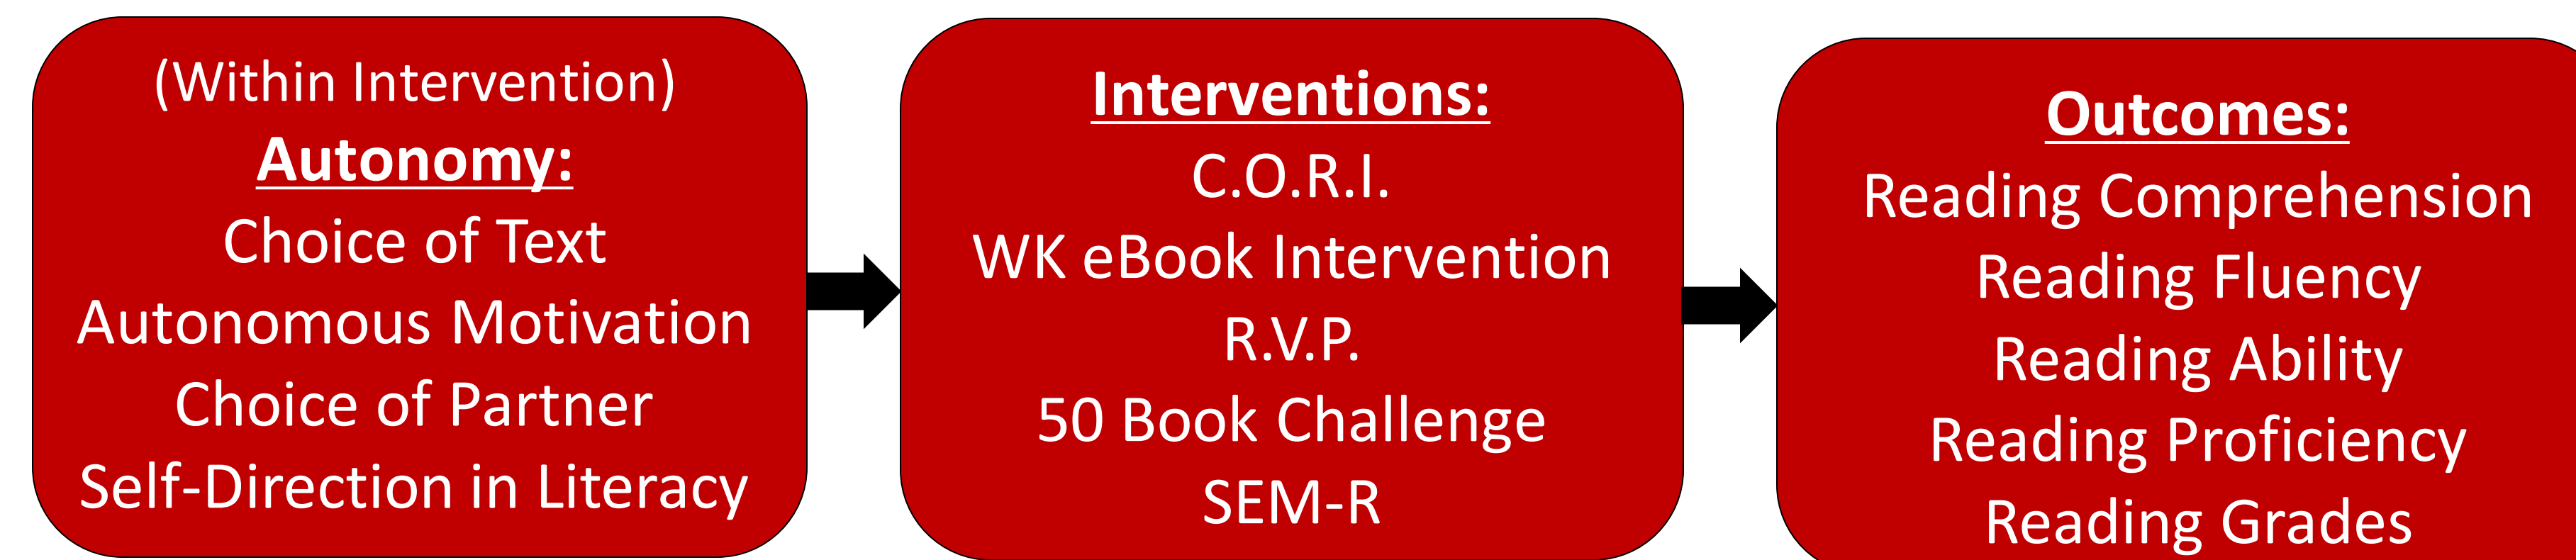 (Within Intervention)
Autonomy:
Choice of Text
Autonomous Motivation
Choice of Partner
Self-Direction in Literacy
Interventions:
C.O.R.I.
WK eBook Intervention
R.V.P.
50 Book Challenge
SEM-R
Outcomes:
Reading Comprehension
Reading Fluency
Reading Ability
Reading Proficiency
Reading Grades